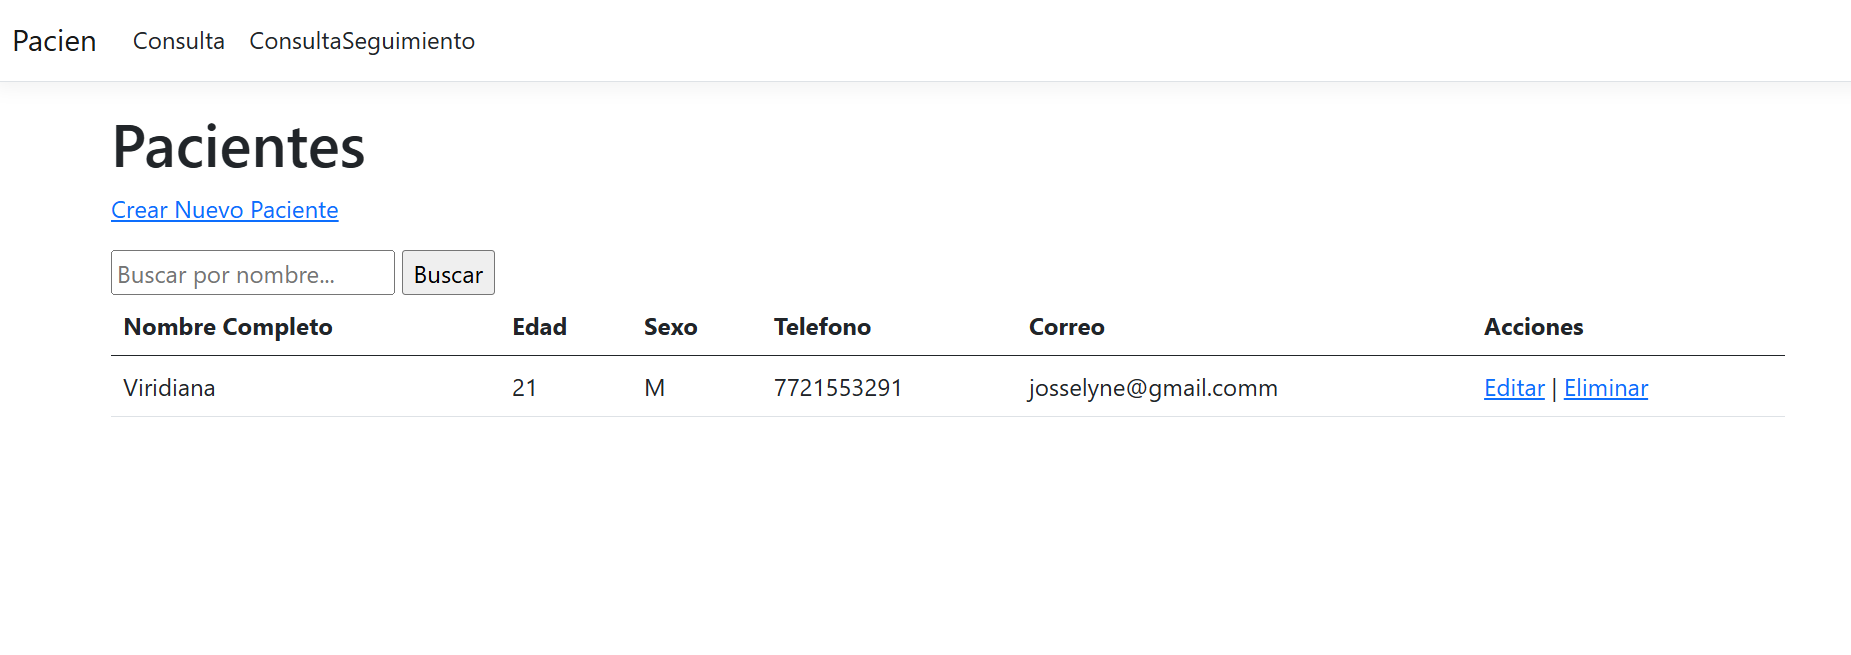 Pacien Consulta ConsultaSeguimiento
Pacientes
Crear Nuevo Paciente
Buscar por nombre... Buscar
Nombre Completo Edad Sexo Telefono Correo Acciones
Viridiana 21 M 7721553291 josselyne@gmail.comm Editar | Eliminar